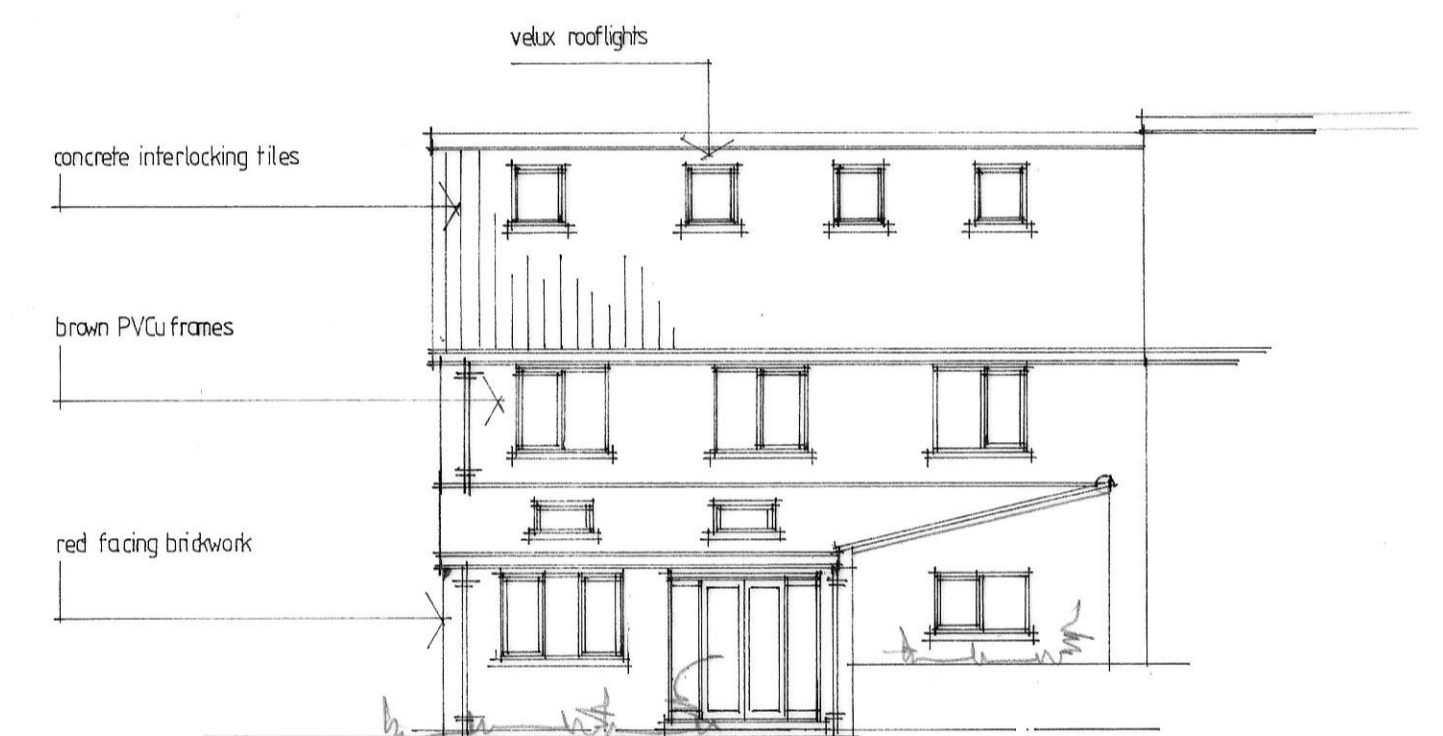 velux rooflights
concrete interlocking tiles
brown PVCu frames
red facing brickwork